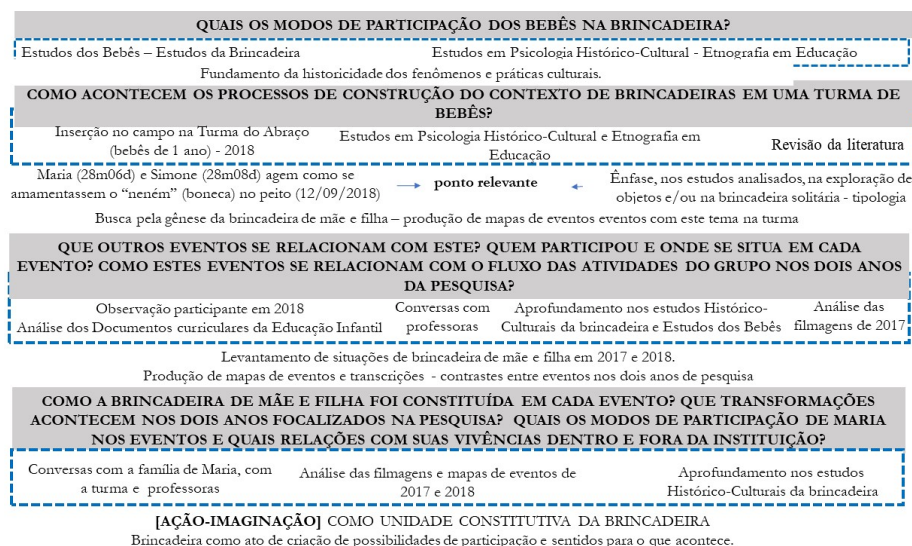 QUAIS OS MODOS DE PARTICIPAÇÃO DOS BEBÊS NA BRINCADEIRA?
Estudos dos Bebês – Estudos da Brincadeira
Estudos em Psicologia Histórico-Cultural - Etnografia em Educação
Fundamento da historicidade dos fenômenos e práticas culturais.
COMO ACONTECEM OS PROCESSOS DE CONSTRUÇÃO DO CONTEXTO DE BRINCADEIRAS EM UMA TURMA DE
BEBÊS?
Inserção no campo na Turma do Abraço
(bebês de 1 ano) - 2018
Estudos em Psicologia Histórico-Cultural e Etnografia em
Educação
Revisão da literatura
Maria (28m06d) e Simone (28m08d) agem como se
amamentassem o “neném” (boneca) no peito (12/09/2018)
ponto relevante
Ênfase, nos estudos analisados, na exploração de
objetos e/ou na brincadeira solitária - tipologia
Busca pela gênese da brincadeira de mãe e filha – produção de mapas de eventos eventos com este tema na turma
QUE OUTROS EVENTOS SE RELACIONAM COM ESTE? QUEM PARTICIPOU E ONDE SE SITUA EM CADA
EVENTO? COMO ESTES EVENTOS SE RELACIONAM COM O FLUXO DAS ATIVIDADES DO GRUPO NOS DOIS ANOS
DA PESQUISA?
Observação participante em 2018
Análise dos Documentos curriculares da Educação Infantil
Conversas com
professoras
Aprofundamento nos estudos Histórico-
Culturais da brincadeira e Estudos dos Bebês
Análise das
filmagens de 2017
Levantamento de situações de brincadeira de mãe e filha em 2017 e 2018.
Produção de mapas de eventos e transcrições - contrastes entre eventos nos dois anos de pesquisa
COMO A BRINCADEIRA DE MÃE E FILHA FOI CONSTITUÍDA EM CADA EVENTO? QUE TRANSFORMAÇÕES
ACONTECEM NOS DOIS ANOS FOCALIZADOS NA PESQUISA? QUAIS OS MODOS DE PARTICIPAÇÃO DE MARIA
NOS EVENTOS E QUAIS RELAÇÕES COM SUAS VIVÊNCIAS DENTRO E FORA DA INSTITUIÇÃO?
Conversas com a família de Maria, com
a turma e professoras
Análise das filmagens e mapas de eventos de
2017 e 2018
Aprofundamento nos estudos
Histórico-Culturais da brincadeira
[AÇÃO-IMAGINAÇÃO] COMO UNIDADE CONSTITUTIVA DA BRINCADEIRA
Brincadeira como ato de criação de possibilidades de participação e sentidos para o que acontece.